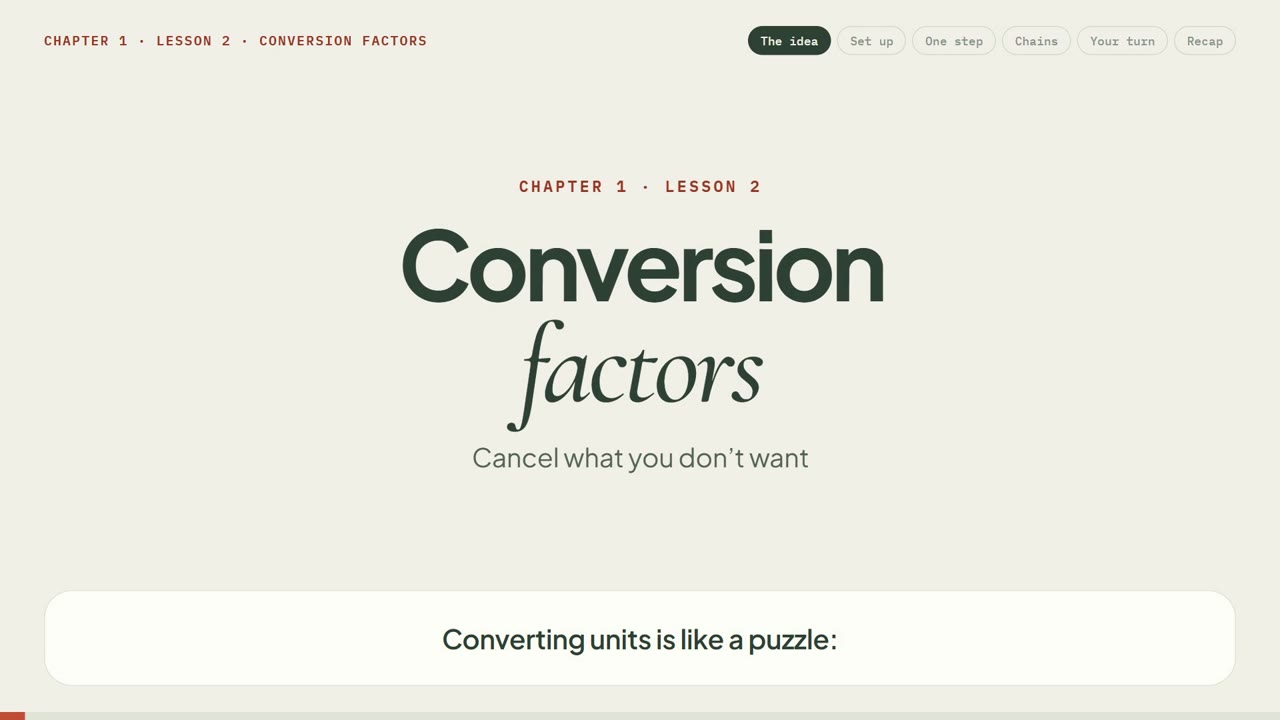 CHAPTER 1 · LESSON 2 · CONVERSION FACTORS
The idea
Set up
One step
Chains
Your turn
Recap
CHAPTER 1 · LESSON 2
Conversion
factors
Cancel what you don’t want
Converting units is like a puzzle: